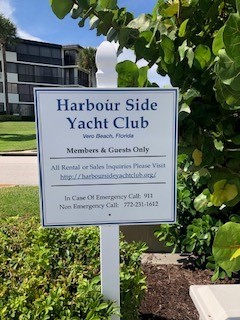 Harbour Side
Yacht Club
Vero Beach, Florida
Members & Guests Only
All Rental or Sales Inquiries Please Visit
http://harboursideyachtclub.org/
In Case Of Emergency Call: 911
Non Emergency Call: 772-231-1612